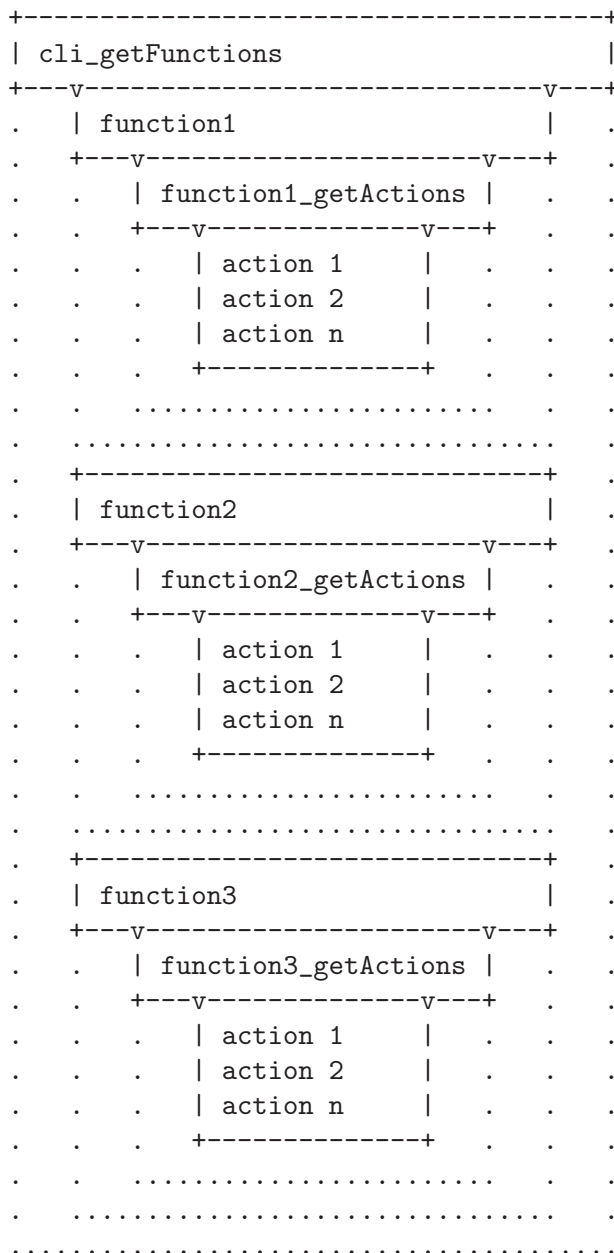 +---------------------------------------+
| cli_getFunctions                      |
+---v------------------------------v---+
.   | function1                    |   .
.   +---v----------------------v---+   .
.   .   | function1_getActions |   .   .
.   .   +---v--------------v---+   .   .
.   .   .   | action 1     |   .   .   .
.   .   .   | action 2     |   .   .   .
.   .   .   | action n     |   .   .   .
.   .   .   +--------------+   .   .   .
.   .   ........................   .   .
.   ................................   .
.   +------------------------------+   .
.   | function2                    |   .
.   +---v----------------------v---+   .
.   .   | function2_getActions |   .   .
.   .   +---v--------------v---+   .   .
.   .   .   | action 1     |   .   .   .
.   .   .   | action 2     |   .   .   .
.   .   .   | action n     |   .   .   .
.   .   .   +--------------+   .   .   .
.   .   ........................   .   .
.   ................................   .
.   +------------------------------+   .
.   | function3                    |   .
.   +---v----------------------v---+   .
.   .   | function3_getActions |   .   .
.   .   +---v--------------v---+   .   .
.   .   .   | action 1     |   .   .   .
.   .   .   | action 2     |   .   .   .
.   .   .   | action n     |   .   .   .
.   .   .   +--------------+   .   .   .
.   .   ........................   .   .
.   ................................   .
........................................